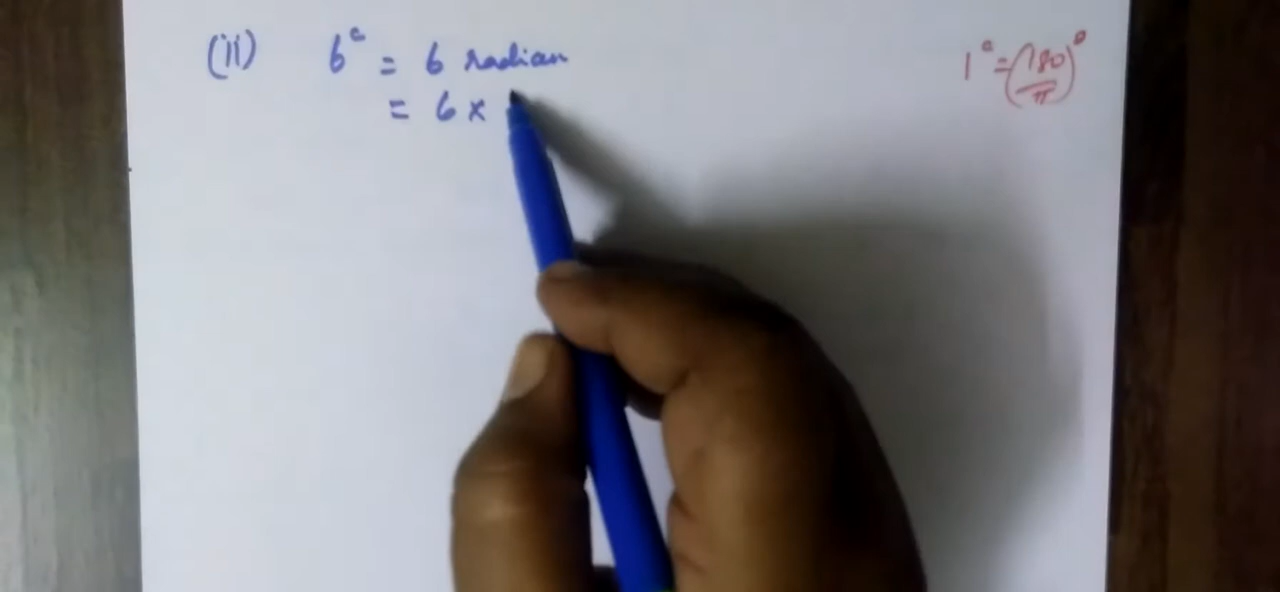 (ii) 6ᶜ = 6 radian
= 6 ×
1ᶜ = (180/π)°